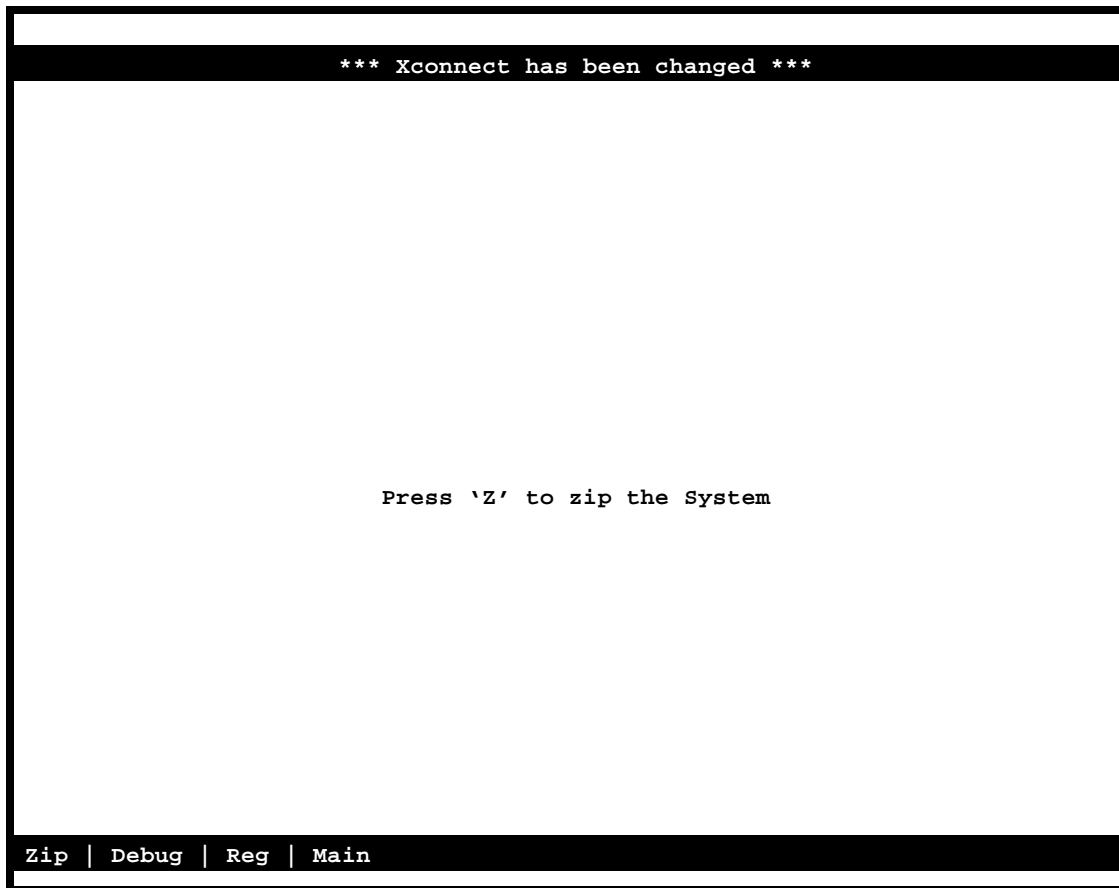 *** Xconnect has been changed ***
Press ‘Z’ to zip the System
Zip | Debug | Reg | Main